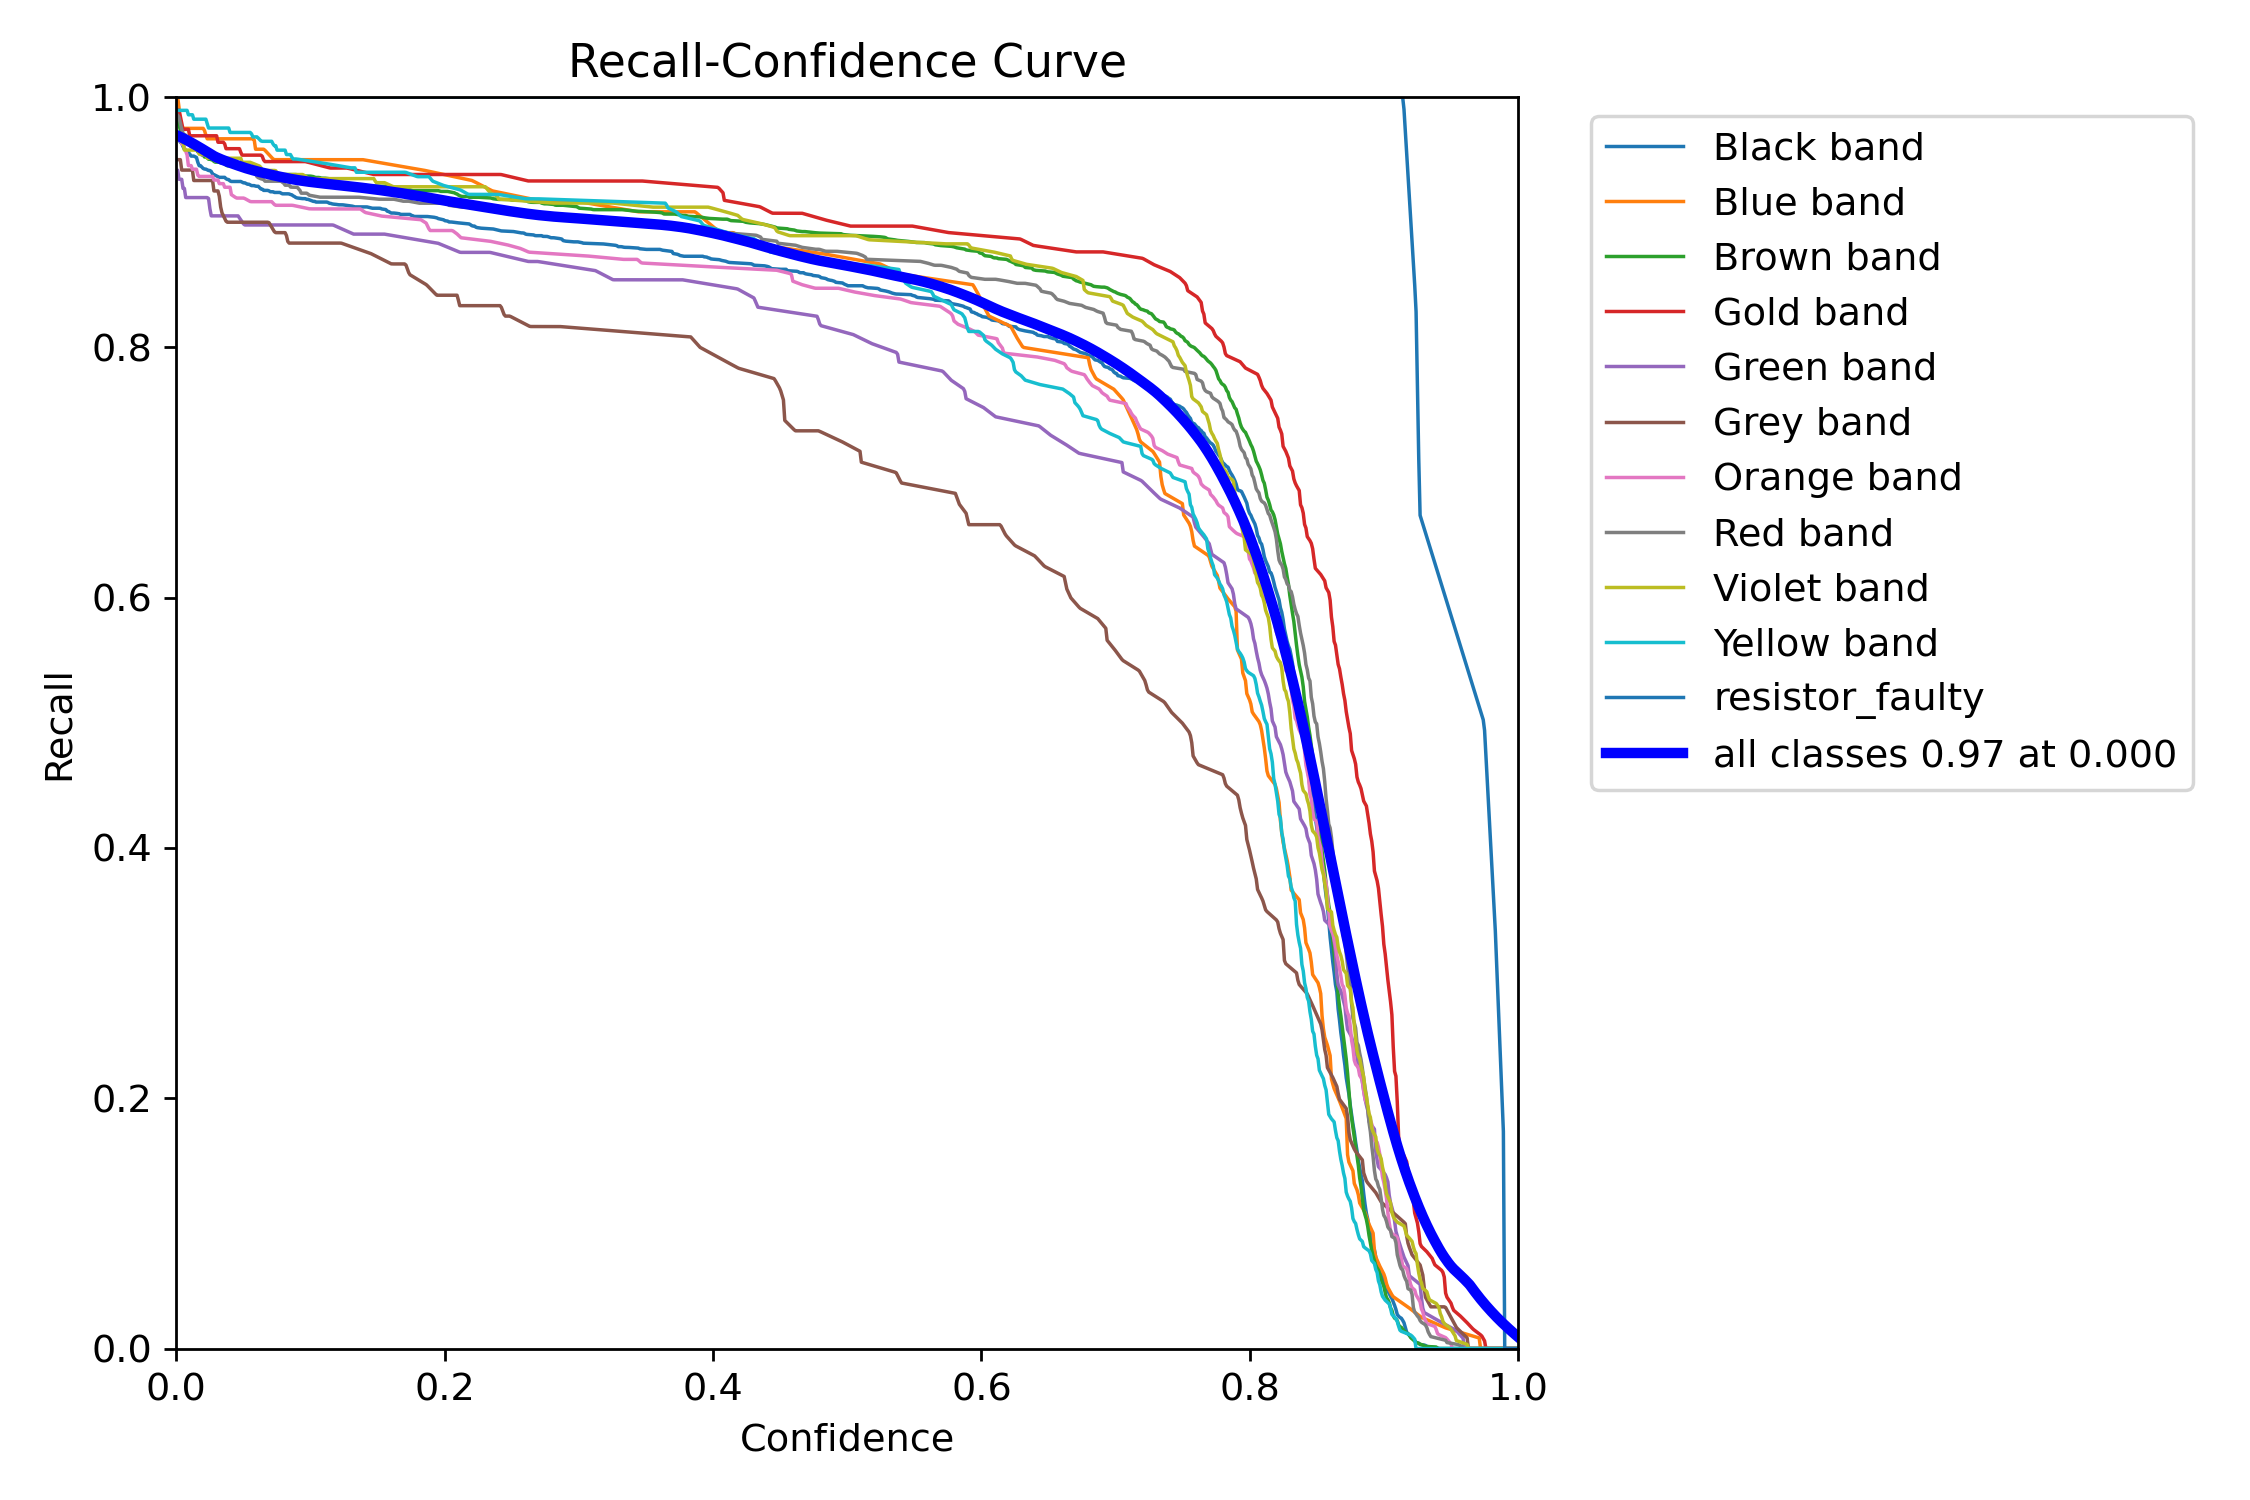 Recall-Confidence Curve
1.0
0.8
0.6
0.4
0.2
0.0
Recall
0.0 0.2 0.4 0.6 0.8 1.0
Confidence
Black band
Blue band
Brown band
Gold band
Green band
Grey band
Orange band
Red band
Violet band
Yellow band
resistor_faulty
all classes 0.97 at 0.000